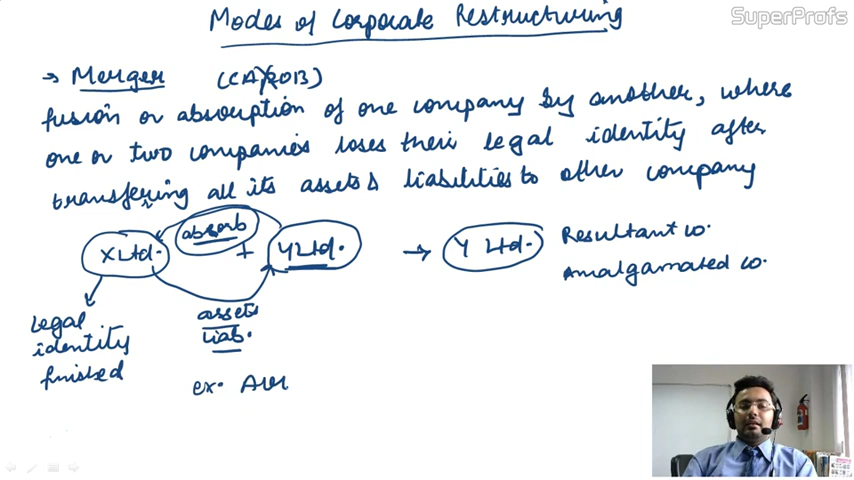 Modes of Corporate Restructuring
SuperProfs
→ Merger (CA X 2013)
fusion or absorption of one company by another, where
one or two companies loses their legal identity after
transferring all its assets & liabilities to other company
X Ltd. absorb + Y Ltd. → Y Ltd. Resultant co.
Amalgamated co.
Legal identity finished
assets
liab.
ex.